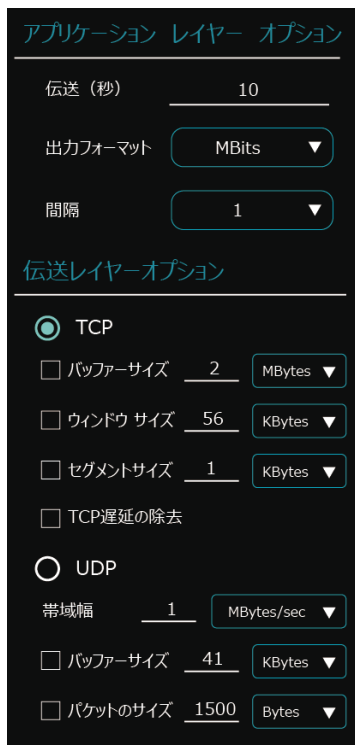 アプリケーション レイヤー オプション
伝送（秒） 10
出力フォーマット MBits
間隔 1
伝送レイヤーオプション
TCP
バッファーサイズ 2 MBytes
ウィンドウ サイズ 56 KBytes
セグメントサイズ 1 KBytes
TCP遅延の除去
UDP
帯域幅 1 MBytes/sec
バッファーサイズ 41 KBytes
パケットのサイズ 1500 Bytes